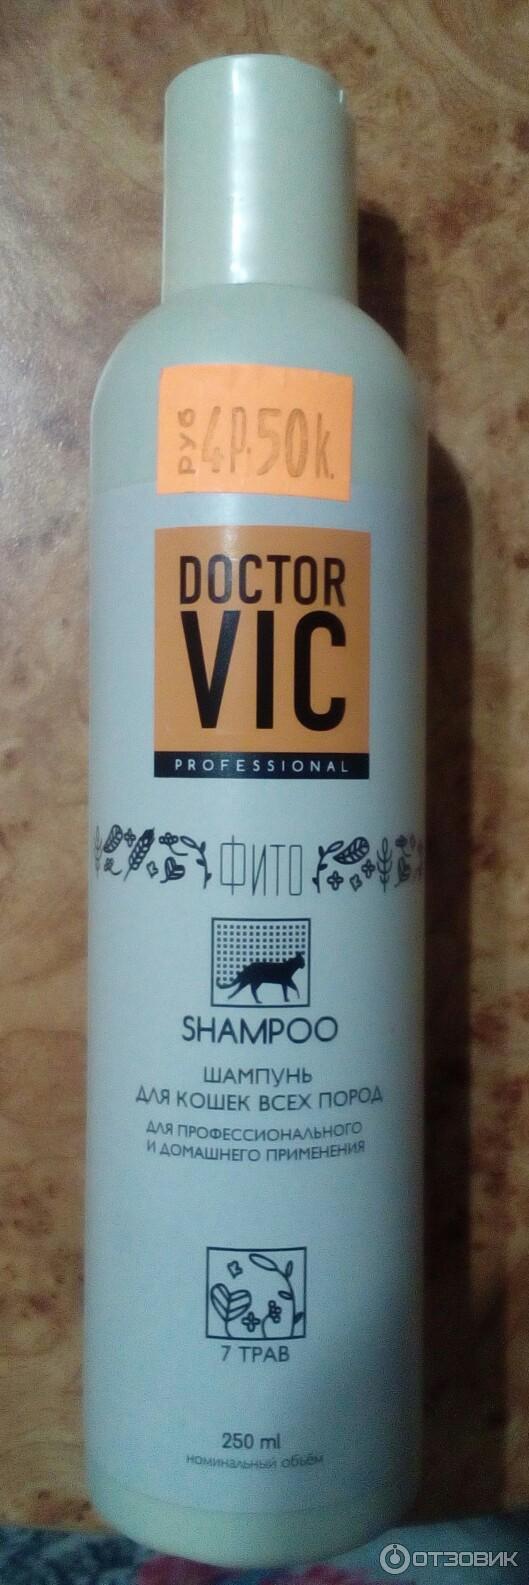 РУБ 4р.50к.
DOCTOR
VIC
PROFESSIONAL
ФИТО
SHAMPOO
ШАМПУНЬ
ДЛЯ КОШЕК ВСЕХ ПОРОД
ДЛЯ ПРОФЕССИОНАЛЬНОГО
И ДОМАШНЕГО ПРИМЕНЕНИЯ
7 ТРАВ
250 ml
номинальный объём
ОТЗОВИК